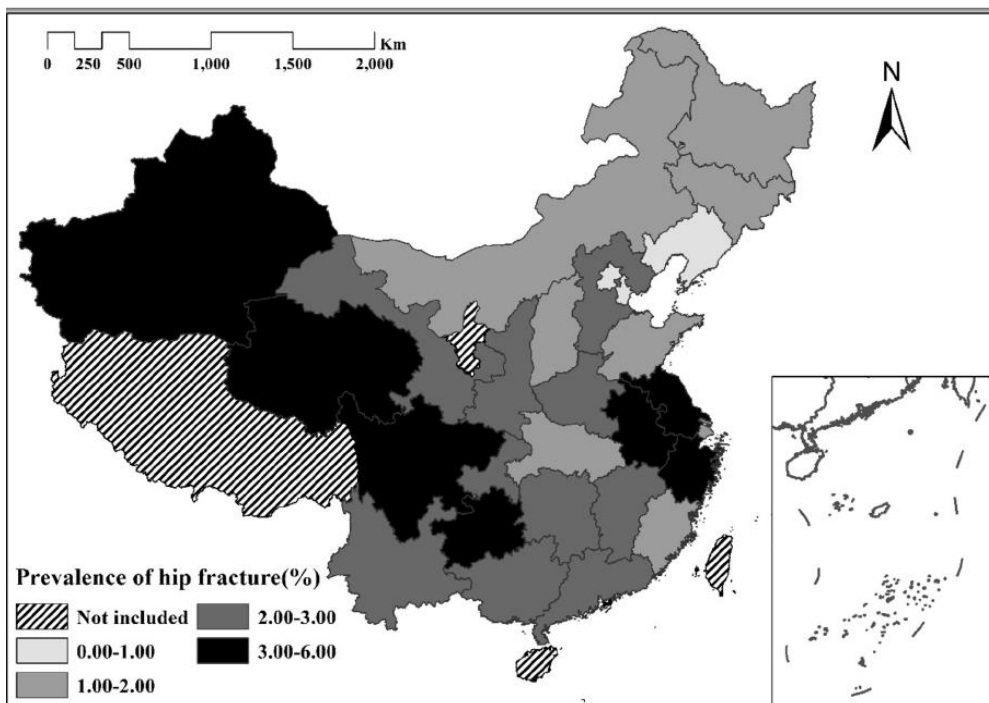 Km
0 250 500 1,000 1,500 2,000
N
Prevalence of hip fracture(%)
Not included
2.00-3.00
0.00-1.00
3.00-6.00
1.00-2.00